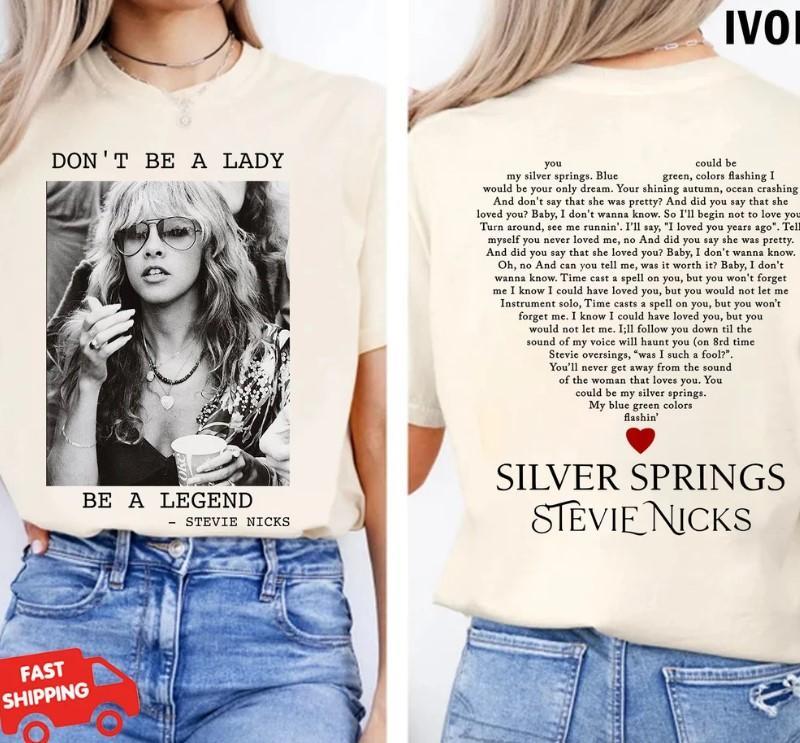 DON'T BE A LADY
BE A LEGEND
- STEVIE NICKS
FAST
SHIPPING
you could be
my silver springs. Blue green, colors flashing I
would be your only dream. Your shining autumn, ocean crashing
And don't say that she was pretty? And did you say that she
loved you? Baby, I don't wanna know. So I'll begin not to love you
Turn around, see me runnin'. I'll say, "I loved you years ago". Tell
myself you never loved me, no And did you say she was pretty.
And did you say that she loved you? Baby, I don't wanna know.
Oh, no And can you tell me, was it worth it? Baby, I don't
wanna know. Time cast a spell on you, but you won't forget
me I know I could have loved you, but you would not let me
Instrument solo, Time casts a spell on you, but you won't
forget me. I know I could have loved you, but you
would not let me. I;ll follow you down til the
sound of my voice will haunt you (on 8rd time
Stevie oversings, “was I such a fool?”.
You’ll never get away from the sound
of the woman that loves you. You
could be my silver springs.
My blue green colors
flashin’
SILVER SPRINGS
STEVIE NICKS